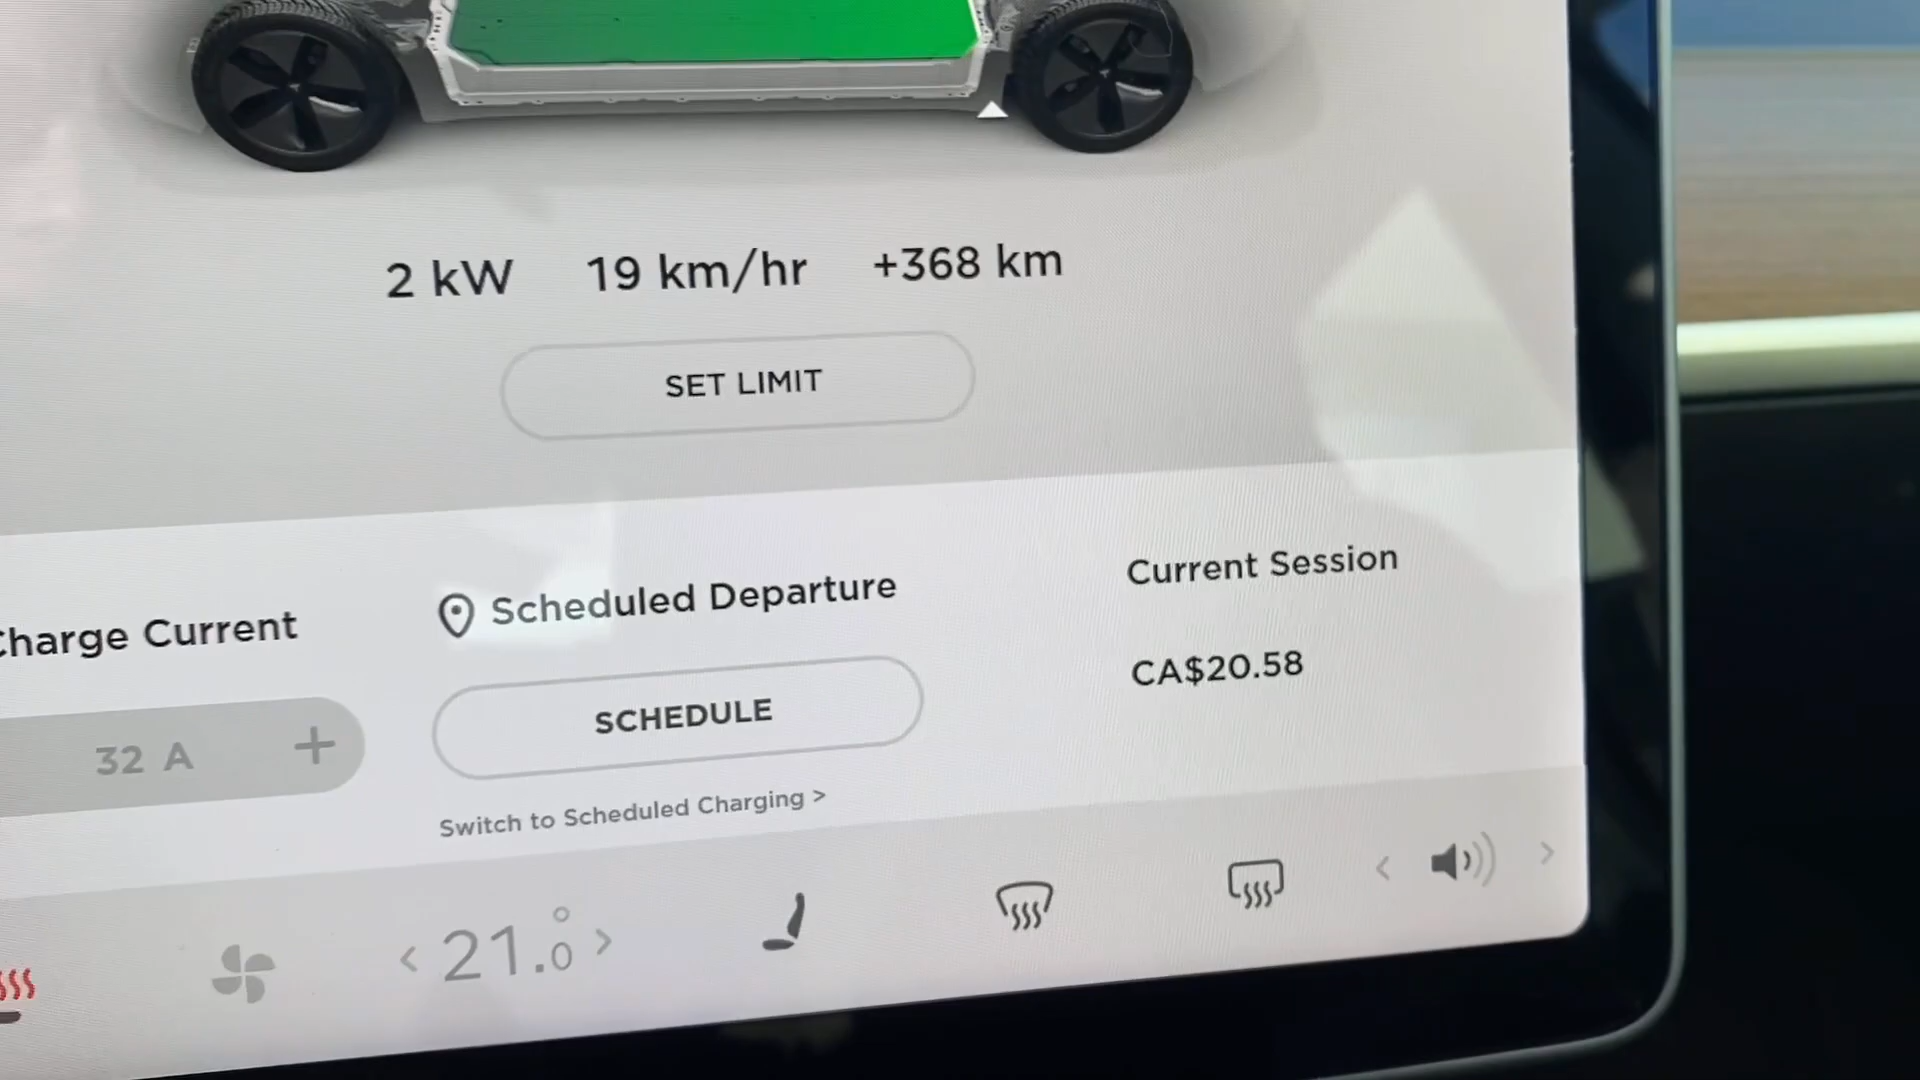 2 kW 19 km/hr +368 km
SET LIMIT
Charge Current
Scheduled Departure
Current Session
32 A +
SCHEDULE
CA$20.58
Switch to Scheduled Charging >
< 21.0° >
< >